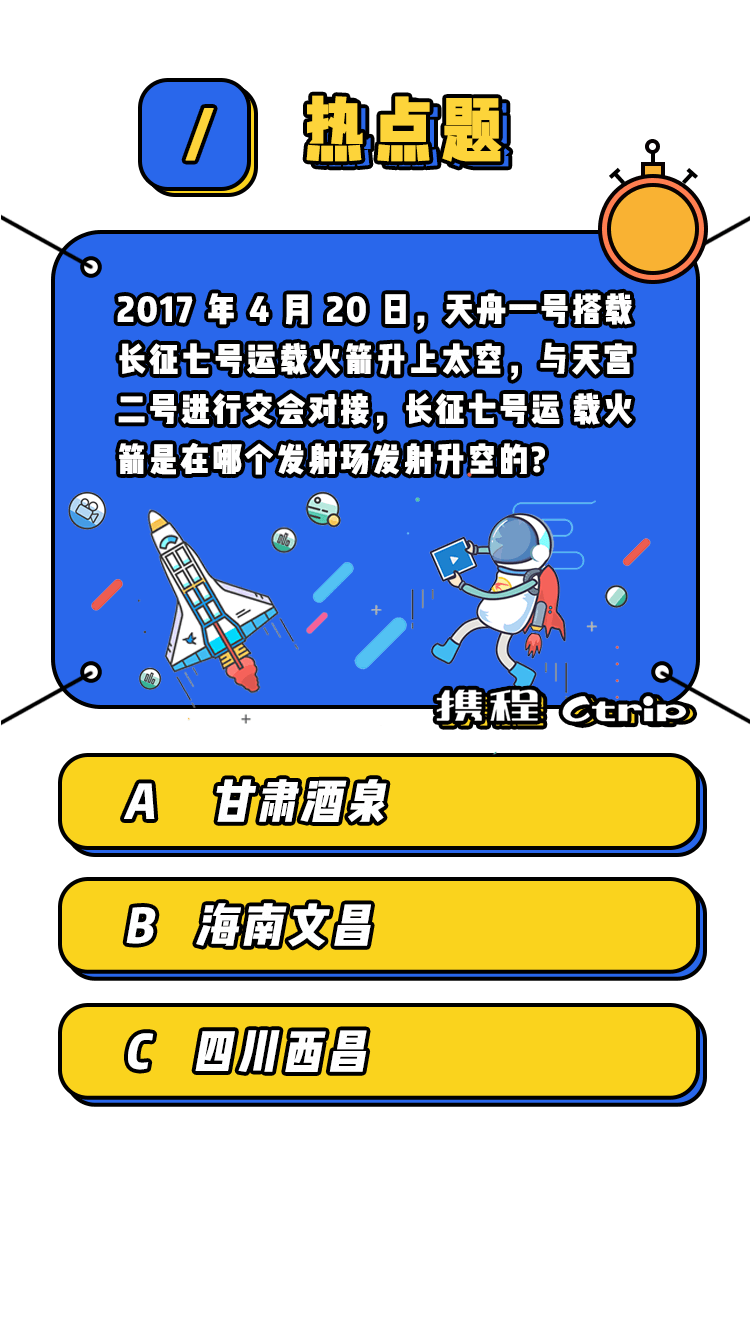 / 热点题
2017 年 4 月 20 日，天舟一号搭载
长征七号运载火箭升上太空，与天宫
二号进行交会对接，长征七号运 载火
箭是在哪个发射场发射升空的?
携程 Ctrip
A 甘肃酒泉
B 海南文昌
C 四川西昌